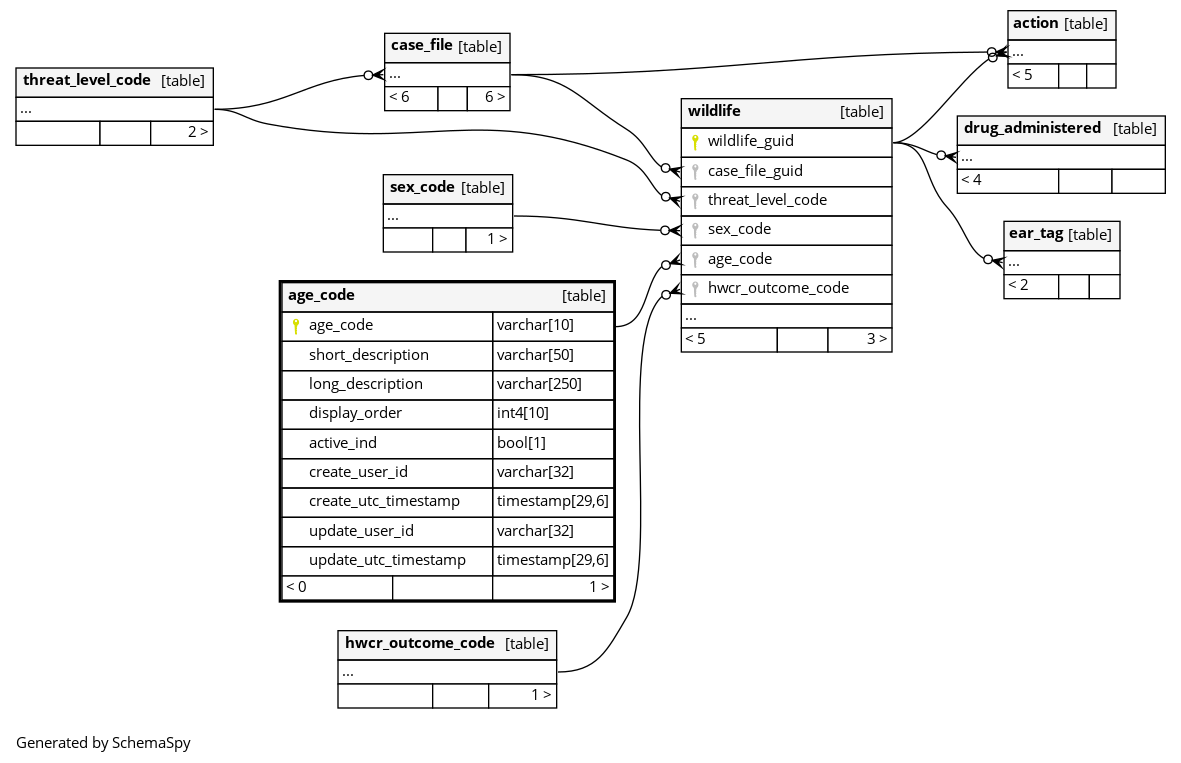 action [table]
...
< 5
case_file [table]
...
< 6 6 >
threat_level_code [table]
...
2 >
wildlife [table]
wildlife_guid
case_file_guid
threat_level_code
sex_code
age_code
hwcr_outcome_code
...
< 5 3 >
drug_administered [table]
...
< 4
sex_code [table]
...
1 >
ear_tag [table]
...
< 2
age_code [table]
age_code varchar[10]
short_description varchar[50]
long_description varchar[250]
display_order int4[10]
active_ind bool[1]
create_user_id varchar[32]
create_utc_timestamp timestamp[29,6]
update_user_id varchar[32]
update_utc_timestamp timestamp[29,6]
< 0 1 >
hwcr_outcome_code [table]
...
1 >
Generated by SchemaSpy